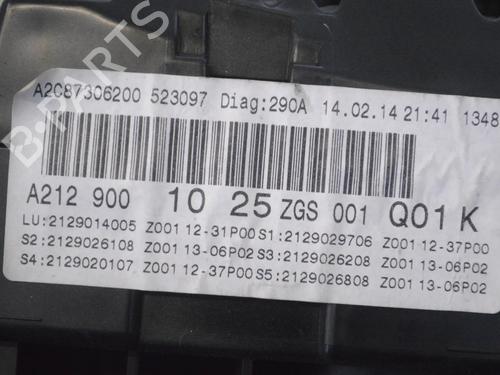 A2C87306200 523097 Diag:290A 14.02.14 21:41 1348
A212 900 10 25 ZGS 001 Q01 K
LU:2129014005 Z001 12-31P00 S1:2129029706 Z001 12-37P00
S2:2129026108 Z001 13-06P02 S3:2129026208 Z001 13-06P02
S4:2129020107 Z001 12-37P00 S5:2129026808 Z001 13-06P02
B-PARTS